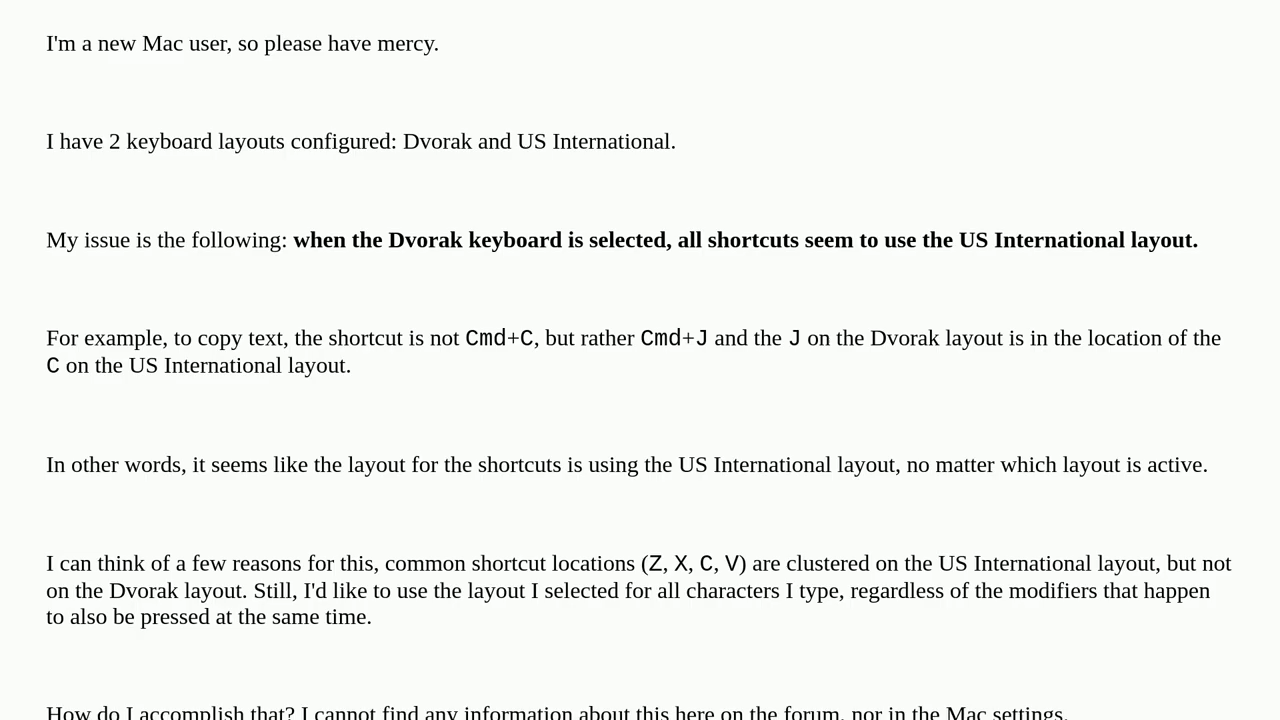 I'm a new Mac user, so please have mercy.
I have 2 keyboard layouts configured: Dvorak and US International.
My issue is the following: when the Dvorak keyboard is selected, all shortcuts seem to use the US International layout.
For example, to copy text, the shortcut is not Cmd+C, but rather Cmd+J and the J on the Dvorak layout is in the location of the
C on the US International layout.
In other words, it seems like the layout for the shortcuts is using the US International layout, no matter which layout is active.
I can think of a few reasons for this, common shortcut locations (Z, X, C, V) are clustered on the US International layout, but not
on the Dvorak layout. Still, I'd like to use the layout I selected for all characters I type, regardless of the modifiers that happen
to also be pressed at the same time.
How do I accomplish that? I cannot find any information about this here on the forum, nor in the Mac settings.